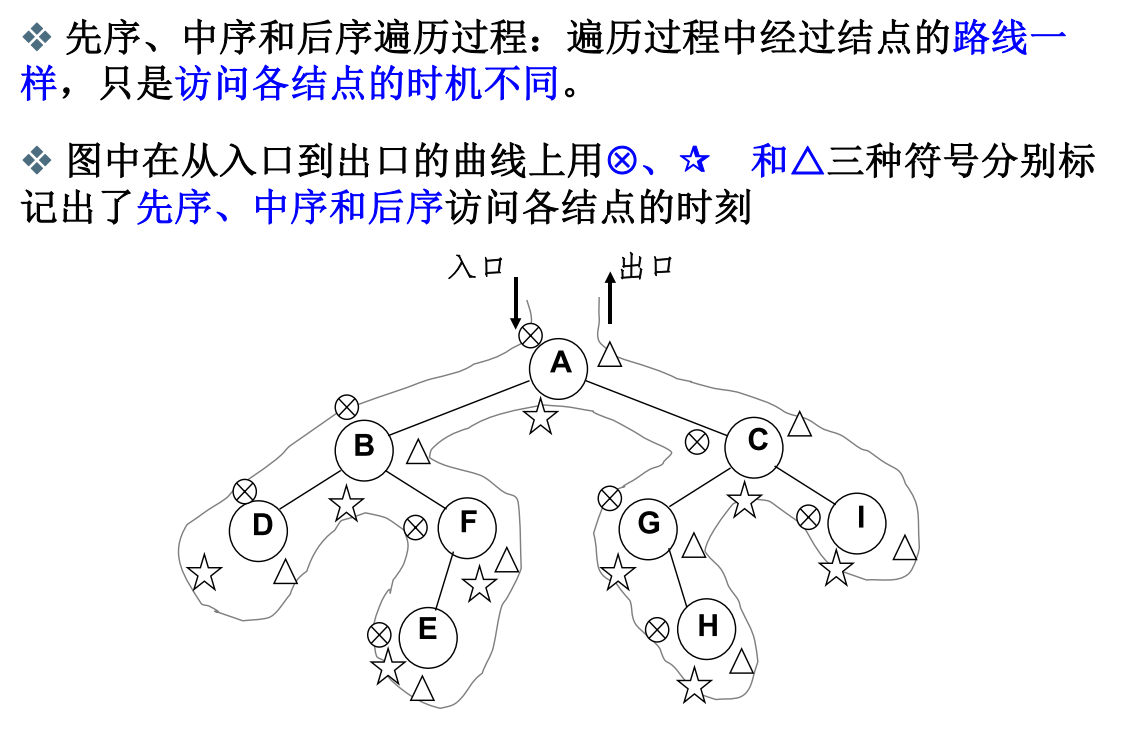 ❖ 先序、中序和后序遍历过程：遍历过程中经过结点的路线一
样，只是访问各结点的时机不同。
❖ 图中在从入口到出口的曲线上用⊗、☆ 和△三种符号分别标
记出了先序、中序和后序访问各结点的时刻
入口 出口
A
B C
D F G I
E H